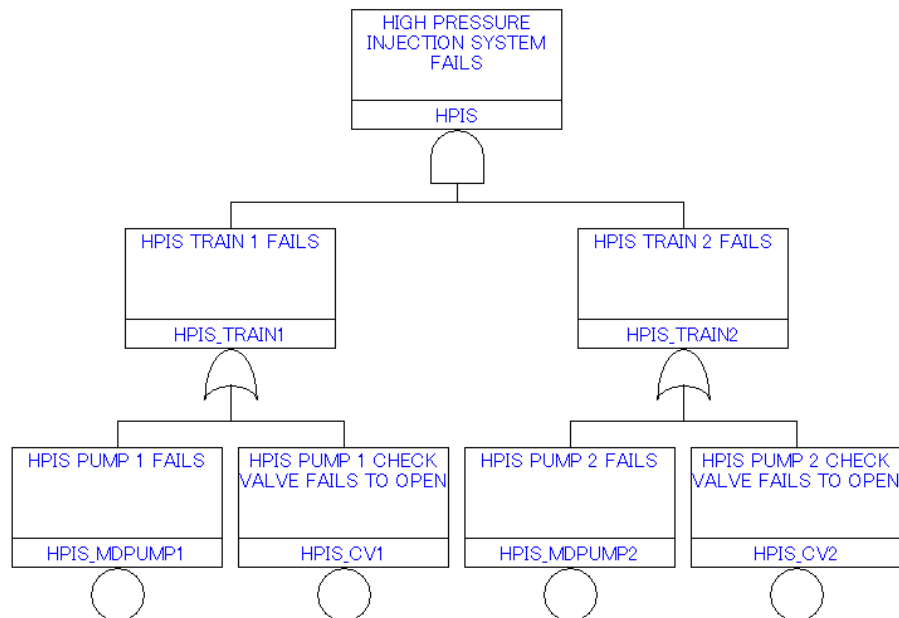 HIGH PRESSURE
INJECTION SYSTEM
FAILS
HPIS
HPIS TRAIN 1 FAILS
HPIS_TRAIN1
HPIS TRAIN 2 FAILS
HPIS_TRAIN2
HPIS PUMP 1 FAILS
HPIS_MDPUMP1
HPIS PUMP 1 CHECK
VALVE FAILS TO OPEN
HPIS_CV1
HPIS PUMP 2 FAILS
HPIS_MDPUMP2
HPIS PUMP 2 CHECK
VALVE FAILS TO OPEN
HPIS_CV2